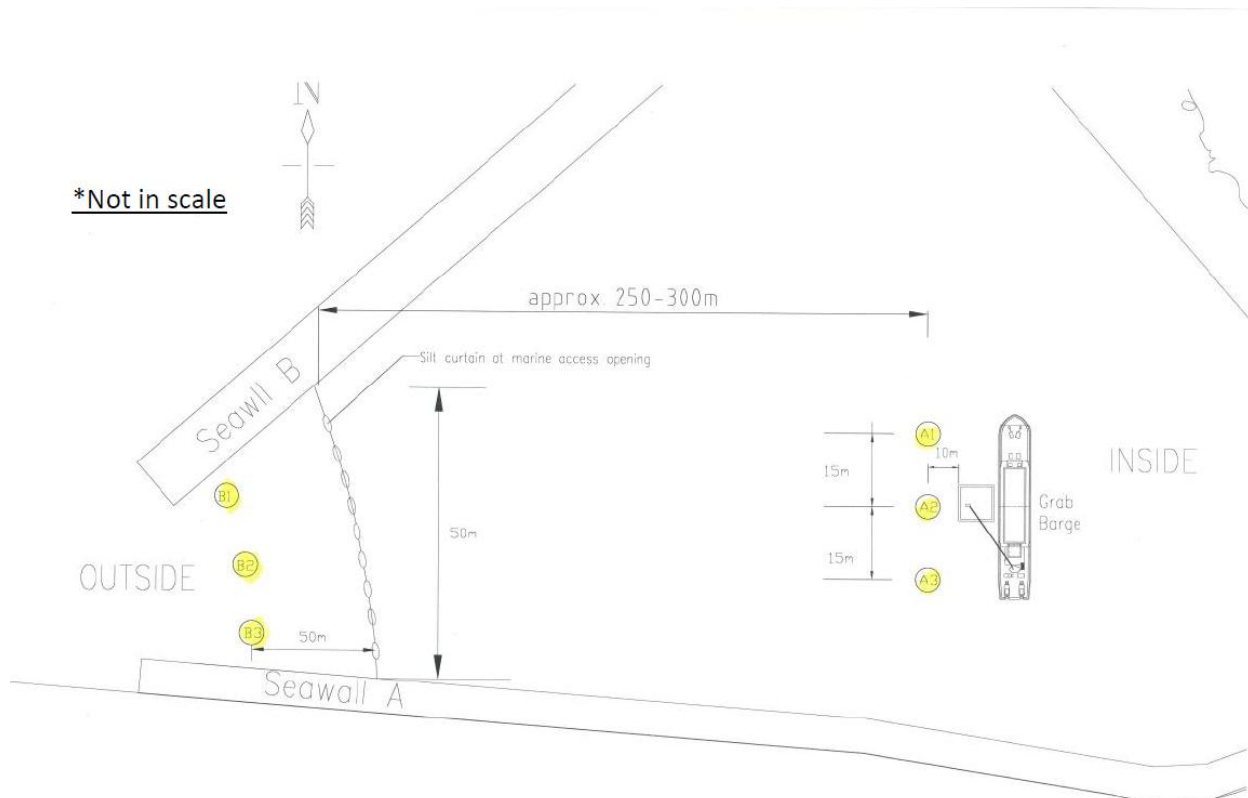 N
*Not in scale
approx. 250-300m
Silt curtain at marine access opening
Seawll B
A1
10m
INSIDE
15m
B1
A2
Grab
Barge
50m
15m
B2
OUTSIDE
A3
B3
50m
Seawall A